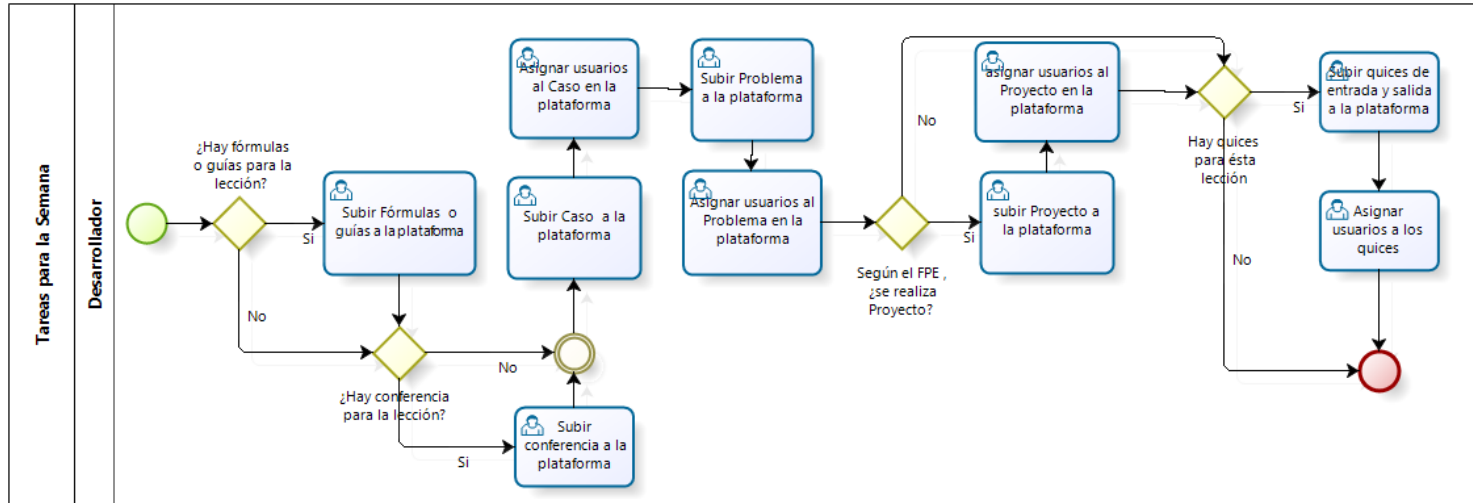 Tareas para la Semana
Desarrollador
¿Hay fórmulas
o guías para la
lección?
Si
No
Subir Fórmulas o
guías a la plataforma
¿Hay conferencia
para la lección?
No
Si
Subir
conferencia a la
plataforma
Subir Caso a la
plataforma
Asignar usuarios
al Caso en la
plataforma
Subir Problema
a la plataforma
Asignar usuarios al
Problema en la
plataforma
Según el FPE ,
¿se realiza
Proyecto?
No
Si
subir Proyecto a
la plataforma
asignar usuarios al
Proyecto en la
plataforma
Hay quices
para ésta
lección
Si
No
Subir quices de
entrada y salida
a la plataforma
Asignar
usuarios a los
quices